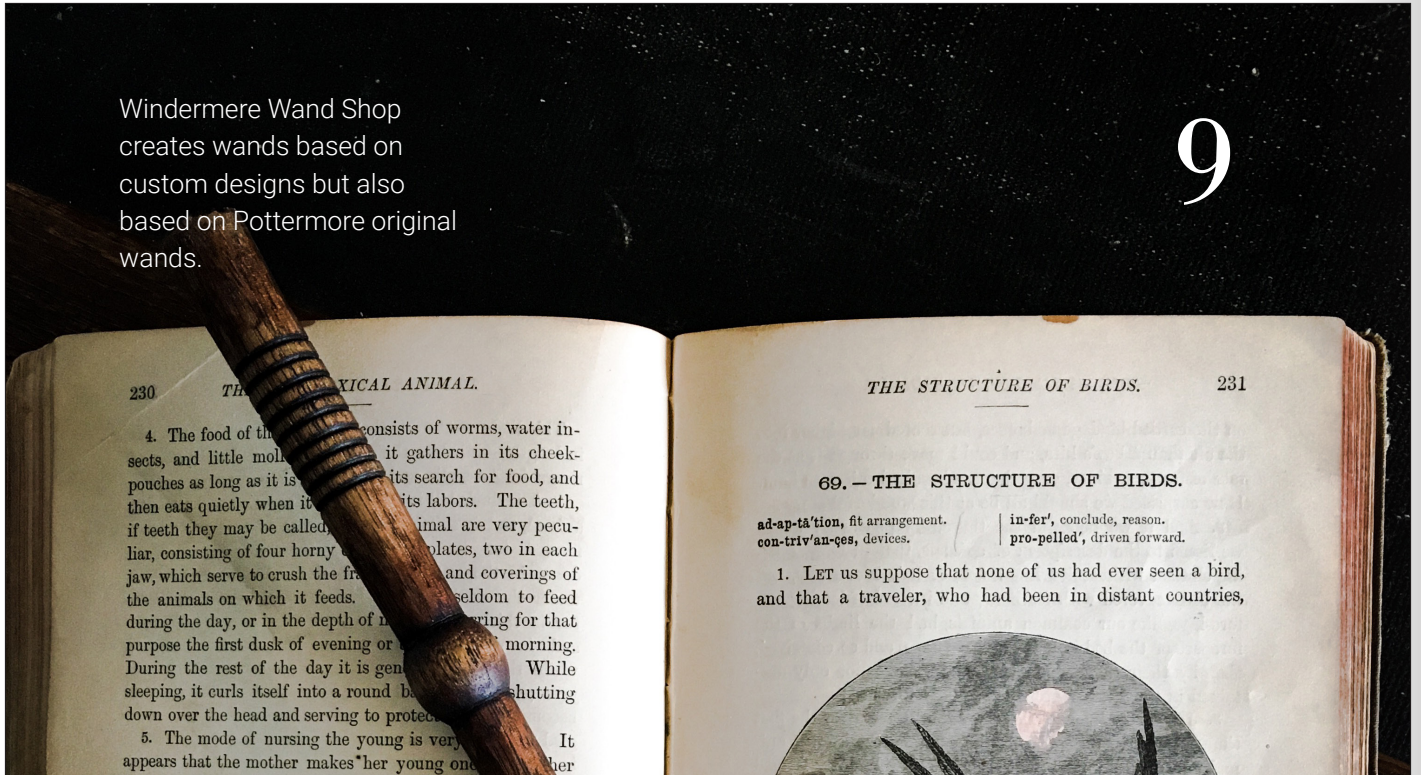 Windermere Wand Shop
creates wands based on
custom designs but also
based on Pottermore original
wands.
9
230
TH XICAL ANIMAL.
4. The food of th consists of worms, water in-
sects, and little moll it gathers in its cheek-
pouches as long as it is its search for food, and
then eats quietly when it its labors. The teeth,
if teeth they may be called, imal are very pecu-
liar, consisting of four horny plates, two in each
jaw, which serve to crush the fra and coverings of
the animals on which it feeds. seldom to feed
during the day, or in the depth of n ring for that
purpose the first dusk of evening or morning.
During the rest of the day it is gene While
sleeping, it curls itself into a round ba shutting
down over the head and serving to protec
5. The mode of nursing the young is very It
appears that the mother makes her young one her
THE STRUCTURE OF BIRDS. 231
69. – THE STRUCTURE OF BIRDS.
ad-ap-tā′tion, fit arrangement.
con-triv′an-çes, devices.
in-fer′, conclude, reason.
pro-pelled′, driven forward.
1. LET us suppose that none of us had ever seen a bird,
and that a traveler, who had been in distant countries,